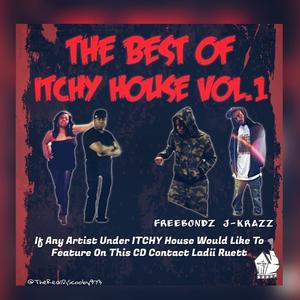 THE BEST OF
ITCHY HOUSE VOL.1
FREEBONDZ J-KRAZZ
If Any Artist Under ITCHY House Would Like To
Feature On This CD Contact Ladii Ruett